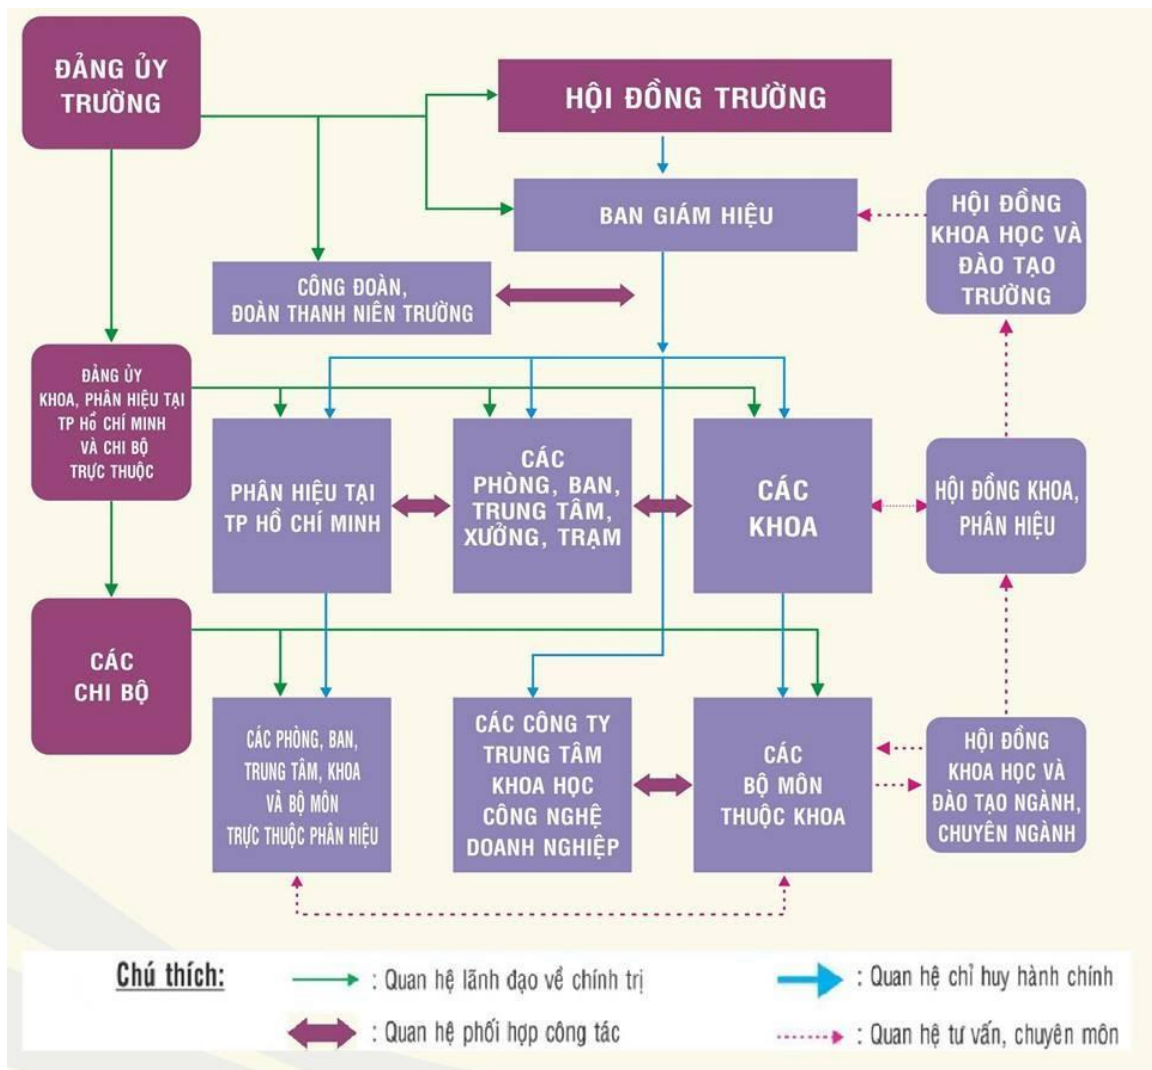 ĐẢNG ỦY
TRƯỜNG
HỘI ĐỒNG TRƯỜNG
BAN GIÁM HIỆU
HỘI ĐỒNG
KHOA HỌC VÀ
ĐÀO TẠO
TRƯỜNG
CÔNG ĐOÀN,
ĐOÀN THANH NIÊN TRƯỜNG
ĐẢNG ỦY
KHOA, PHÂN HIỆU TẠI
TP HỒ CHÍ MINH
VÀ CHI BỘ
TRỰC THUỘC
PHÂN HIỆU TẠI
TP HỒ CHÍ MINH
CÁC
PHÒNG, BAN,
TRUNG TÂM,
XƯỞNG, TRẠM
CÁC
KHOA
HỘI ĐỒNG KHOA,
PHÂN HIỆU
CÁC
CHI BỘ
CÁC PHÒNG, BAN,
TRUNG TÂM, KHOA
VÀ BỘ MÔN
TRỰC THUỘC PHÂN HIỆU
CÁC CÔNG TY
TRUNG TÂM
KHOA HỌC
CÔNG NGHỆ
DOANH NGHIỆP
CÁC
BỘ MÔN
THUỘC KHOA
HỘI ĐỒNG
KHOA HỌC VÀ
ĐÀO TẠO NGÀNH,
CHUYÊN NGÀNH
Chú thích:
: Quan hệ lãnh đạo về chính trị
: Quan hệ chỉ huy hành chính
: Quan hệ phối hợp công tác
: Quan hệ tư vấn, chuyên môn